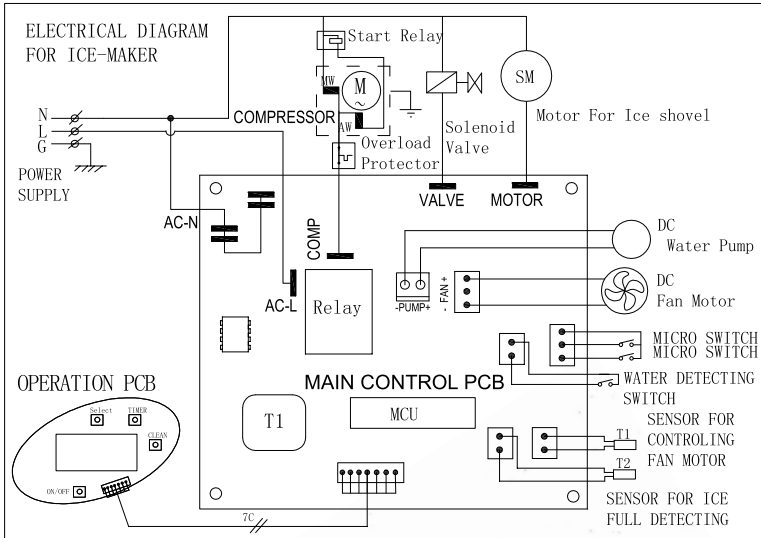 ELECTRICAL DIAGRAM
FOR ICE-MAKER
Start Relay
MW
M
~
AW
COMPRESSOR
Overload
Protector
Solenoid
Valve
SM
Motor For Ice shovel
N
L
G
POWER
SUPPLY
VALVE
MOTOR
AC-N
COMP
AC-L
Relay
-PUMP+
- FAN +
DC
Water Pump
DC
Fan Motor
MICRO SWITCH
MICRO SWITCH
WATER DETECTING
SWITCH
MAIN CONTROL PCB
T1
MCU
SENSOR FOR
CONTROLING
FAN MOTOR
T1
T2
SENSOR FOR ICE
FULL DETECTING
OPERATION PCB
Select
TIMER
CLEAN
ON/OFF
7C